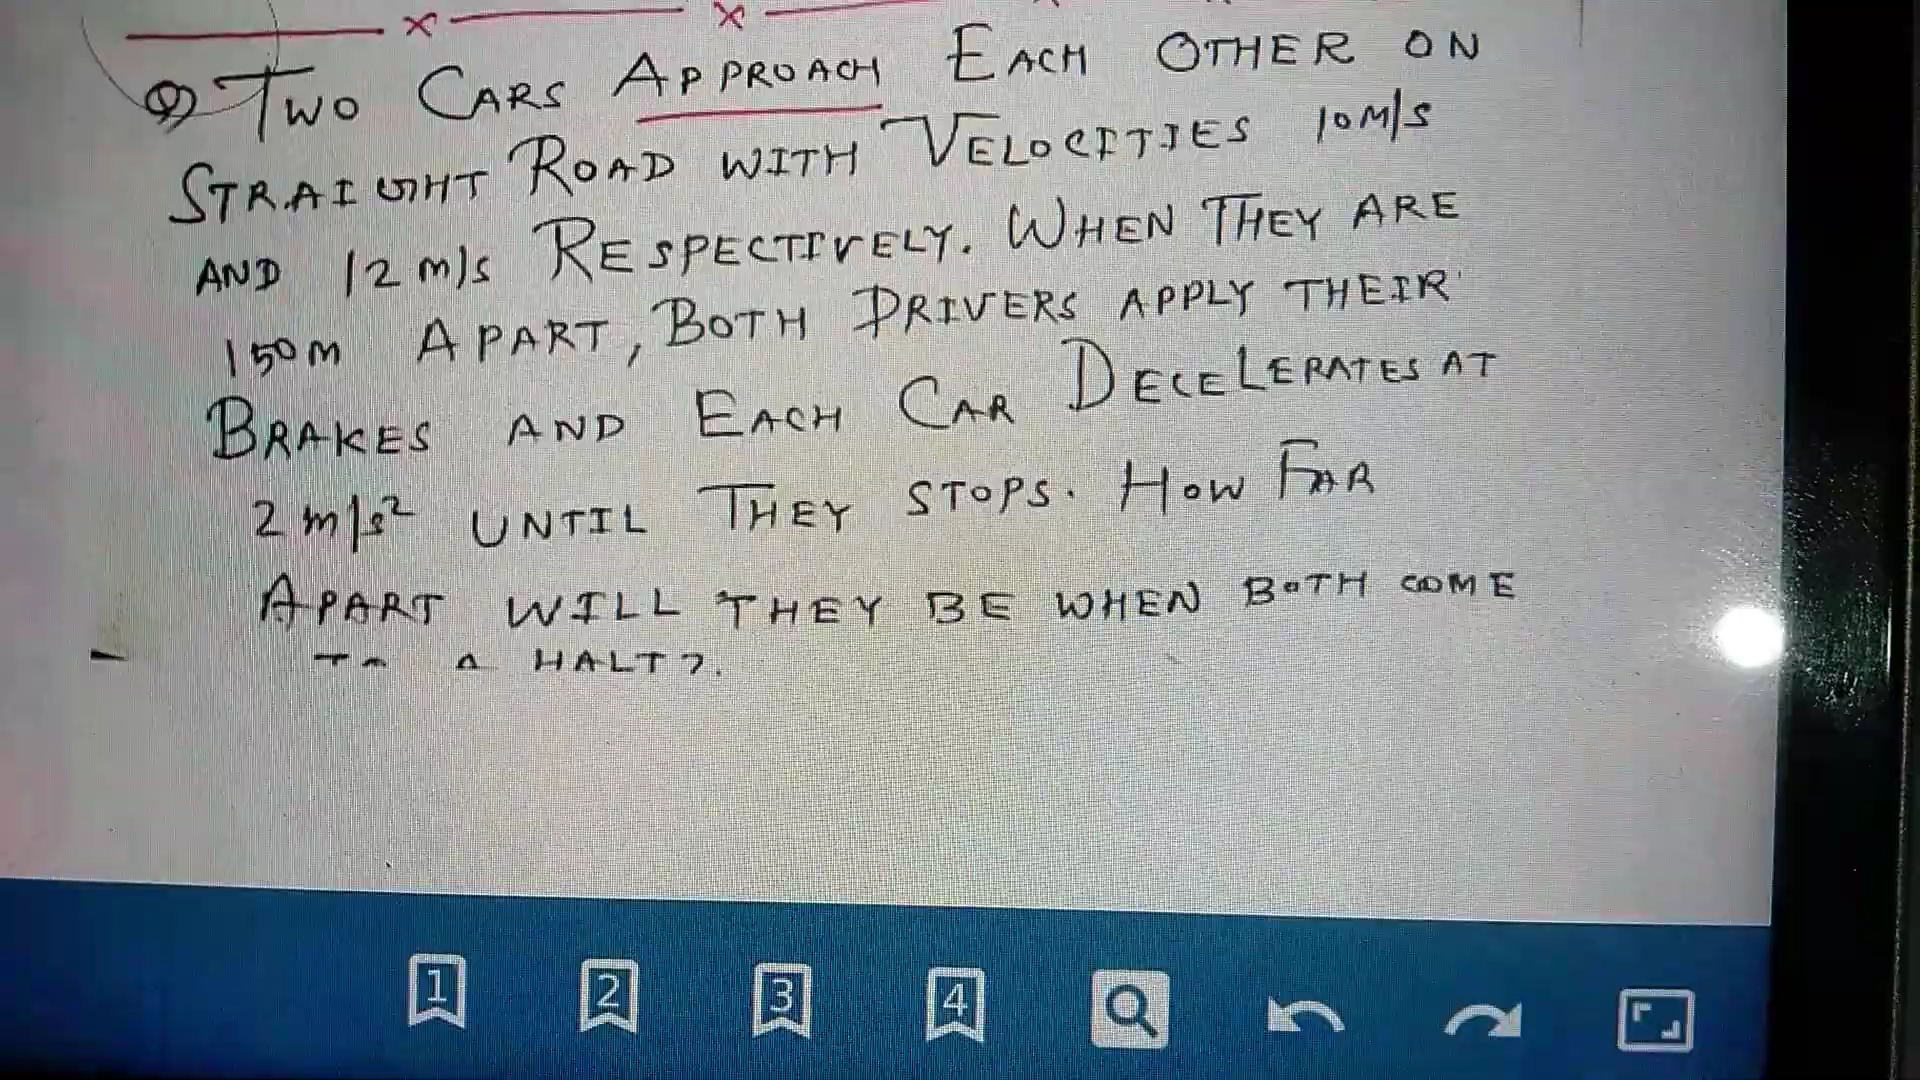 Q) TWO CARS APPROACH EACH OTHER ON
STRAIGHT ROAD WITH VELOCITIES 10M/S
AND 12 m/s RESPECTIVELY. WHEN THEY ARE
150m APART, BOTH DRIVERS APPLY THEIR
BRAKES AND EACH CAR DECELERATES AT
2 m/s² UNTIL THEY STOPS. HOW FAR
APART WILL THEY BE WHEN BOTH COME
TO A HALT?.
1 2 3 4